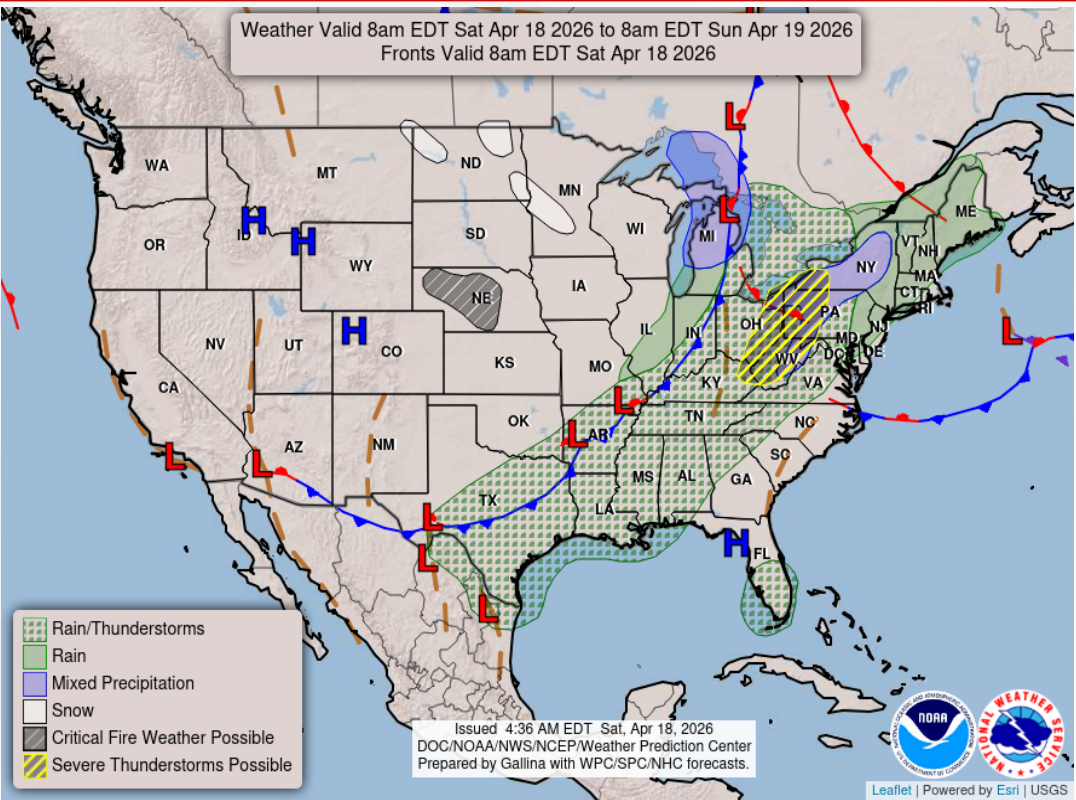 Weather Valid 8am EDT Sat Apr 18 2026 to 8am EDT Sun Apr 19 2026
Fronts Valid 8am EDT Sat Apr 18 2026
L
L
WA
MT
ND
MN
ME
OR
ID
H
H
WY
SD
WI
MI
NY
VT
NH
MA
CT
RI
NV
UT
H
CO
NE
IA
IL
IN
OH
PA
NJ
MD
DE
DC
L
CA
KS
MO
WV
VA
KY
L
AZ
NM
OK
AR
L
TN
NC
SC
L
L
TX
MS
AL
GA
LA
L
L
L
H
FL
Rain/Thunderstorms
Rain
Mixed Precipitation
Snow
Critical Fire Weather Possible
Severe Thunderstorms Possible
Issued 4:36 AM EDT Sat, Apr 18, 2026
DOC/NOAA/NWS/NCEP/Weather Prediction Center
Prepared by Gallina with WPC/SPC/NHC forecasts.
NOAA
NATIONAL WEATHER SERVICE
Leaflet | Powered by Esri | USGS